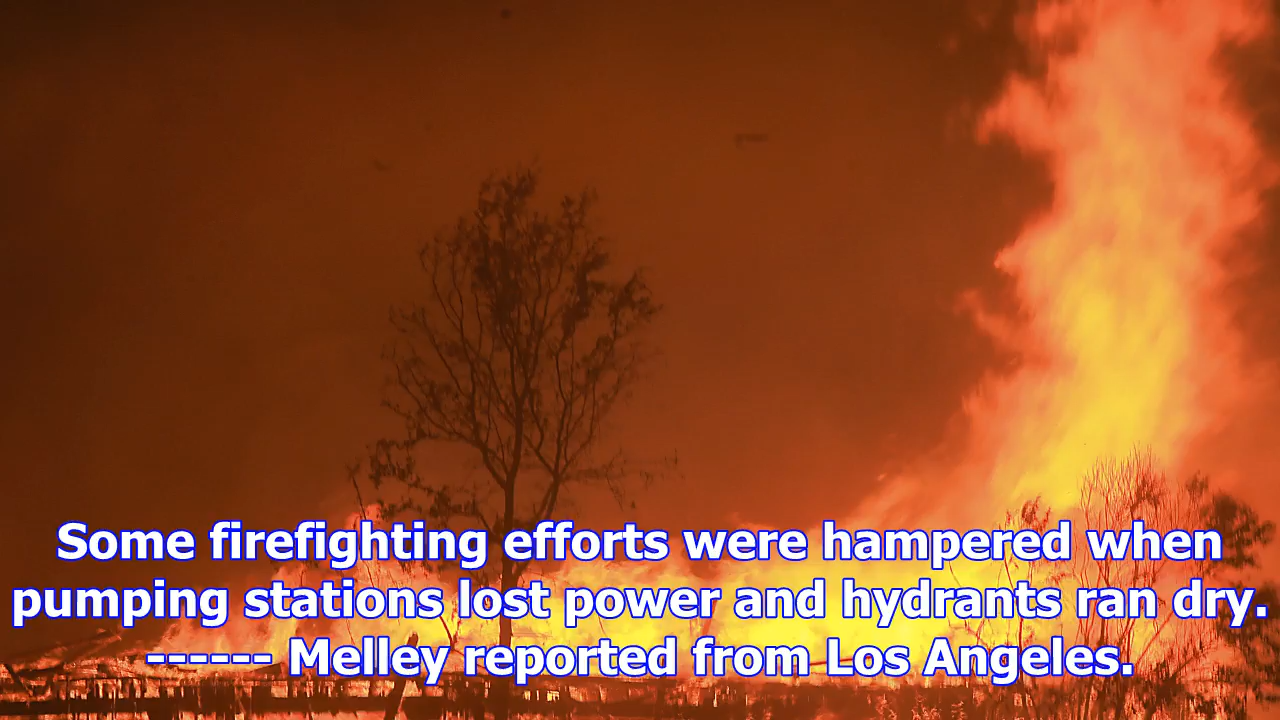 Some firefighting efforts were hampered when
pumping stations lost power and hydrants ran dry.
------ Melley reported from Los Angeles.